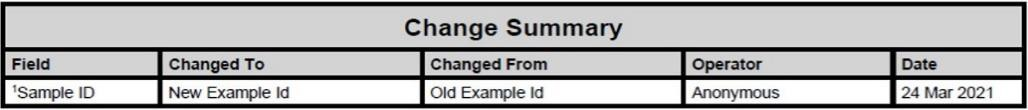 Change Summary
Field Changed To Changed From Operator Date
¹Sample ID New Example Id Old Example Id Anonymous 24 Mar 2021